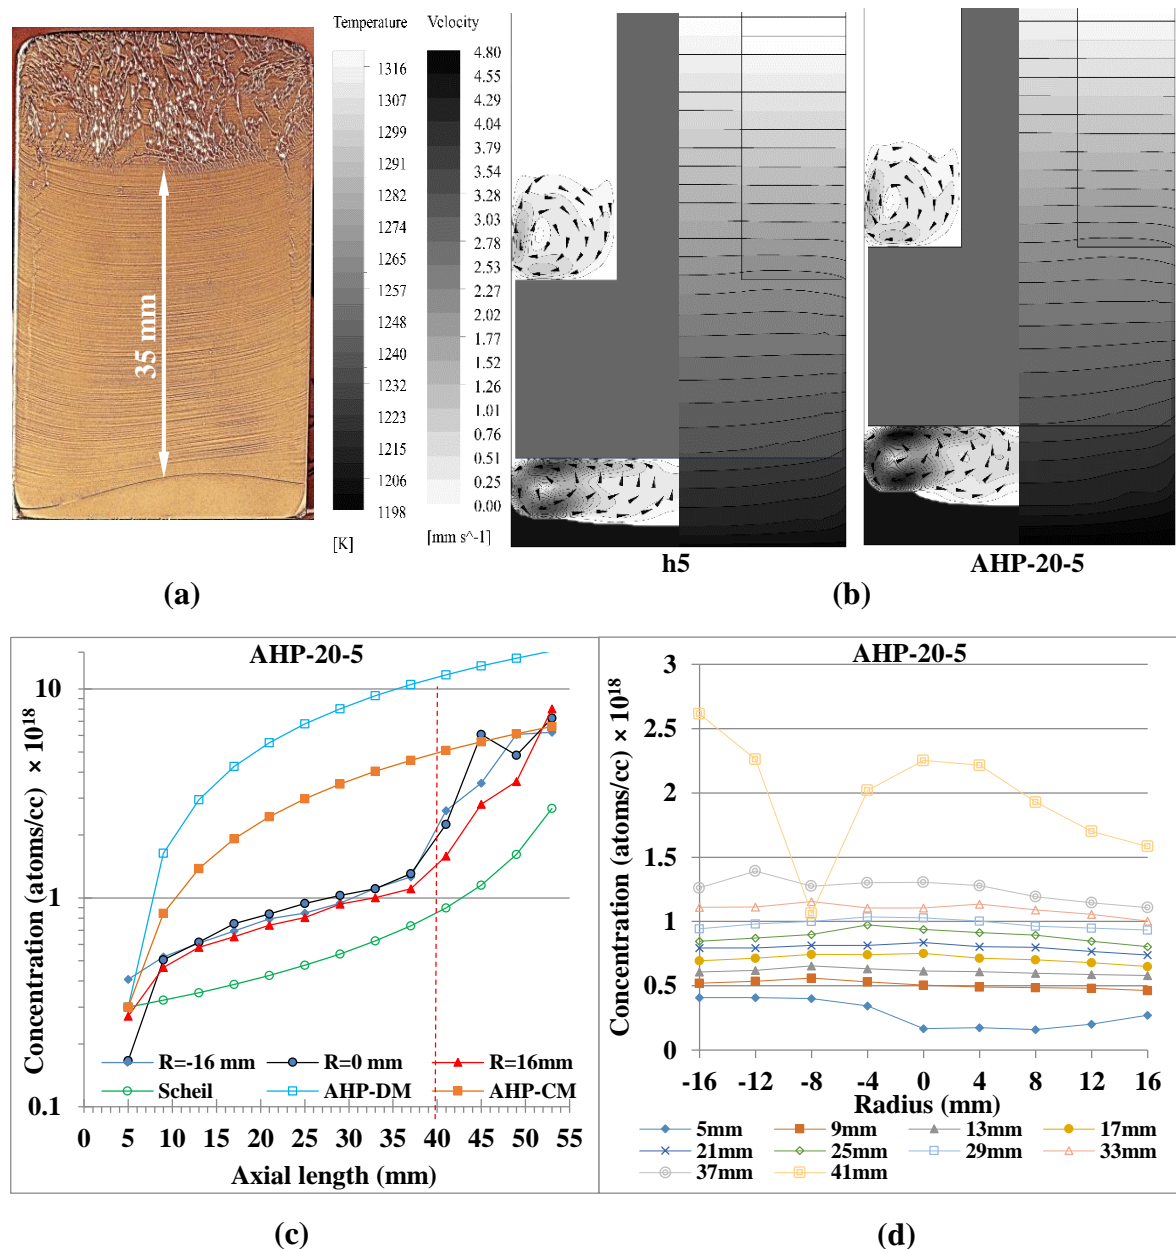 (a)
35 mm
Temperature
1316
1307
1299
1291
1282
1274
1265
1257
1248
1240
1232
1223
1215
1206
1198
[K]
Velocity
4.80
4.55
4.29
4.04
3.79
3.54
3.28
3.03
2.78
2.53
2.27
2.02
1.77
1.52
1.26
1.01
0.76
0.51
0.25
0.00
[mm s^-1]
h5
AHP-20-5
(b)
AHP-20-5
Concentration (atoms/cc) × 10¹⁸
10
1
0.1
R=-16 mm
R=0 mm
R=16mm
Scheil
AHP-DM
AHP-CM
0 5 10 15 20 25 30 35 40 45 50 55
Axial length (mm)
(c)
AHP-20-5
Concentration (atoms/cc) × 10¹⁸
3
2.5
2
1.5
1
0.5
0
-16 -12 -8 -4 0 4 8 12 16
Radius (mm)
5mm 9mm 13mm 17mm
21mm 25mm 29mm 33mm
37mm 41mm
(d)